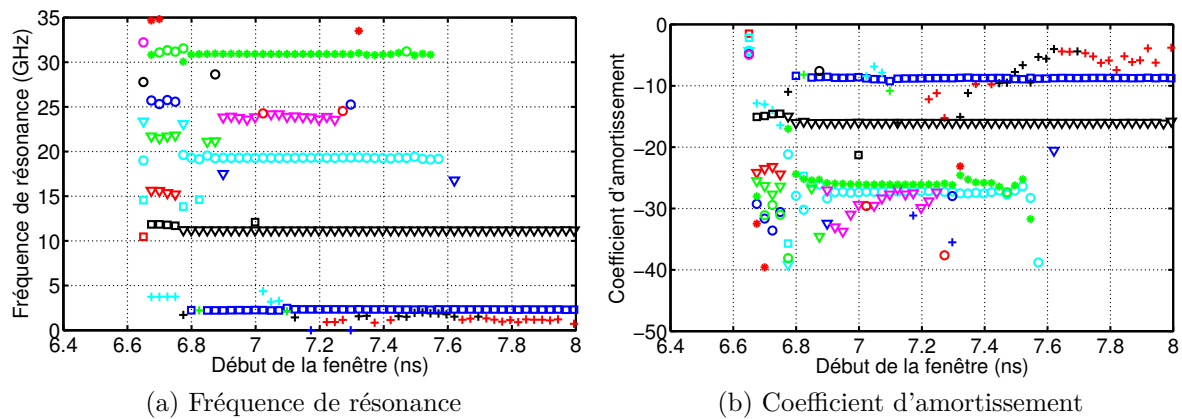 35
30
25
20
15
10
5
0
6.4 6.6 6.8 7 7.2 7.4 7.6 7.8 8
Fréquence de résonance (GHz)
Début de la fenêtre (ns)
(a) Fréquence de résonance
0
−10
−20
−30
−40
−50
6.4 6.6 6.8 7 7.2 7.4 7.6 7.8 8
Coefficient d'amortissement
Début de la fenêtre (ns)
(b) Coefficient d'amortissement